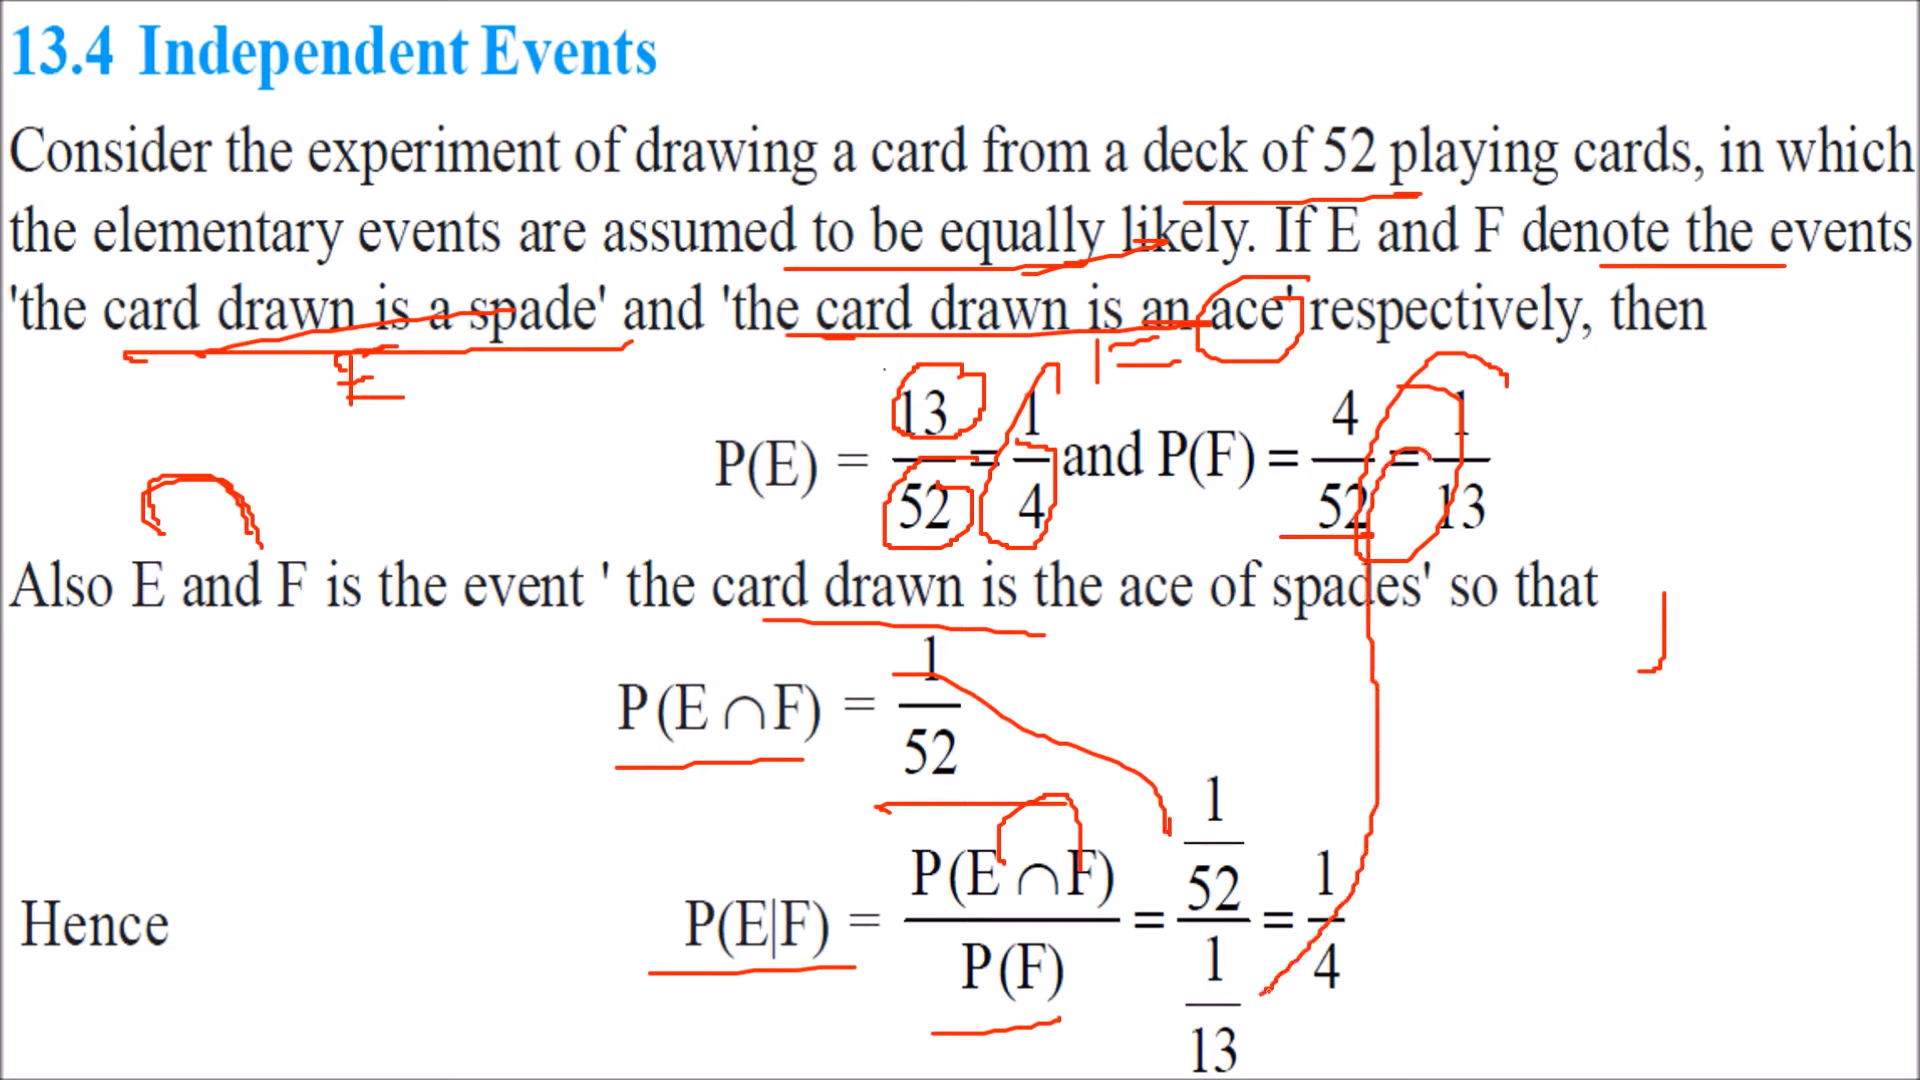 13.4 Independent Events
Consider the experiment of drawing a card from a deck of 52 playing cards, in which
the elementary events are assumed to be equally likely. If E and F denote the events
'the card drawn is a spade' and 'the card drawn is an ace' respectively, then
P(E) = 13/52 = 1/4 and P(F) = 4/52 = 1/13
Also E and F is the event ' the card drawn is the ace of spades' so that
P(E ∩ F) = 1/52
Hence P(E|F) = P(E ∩ F)/P(F) = (1/52)/(1/13) = 1/4